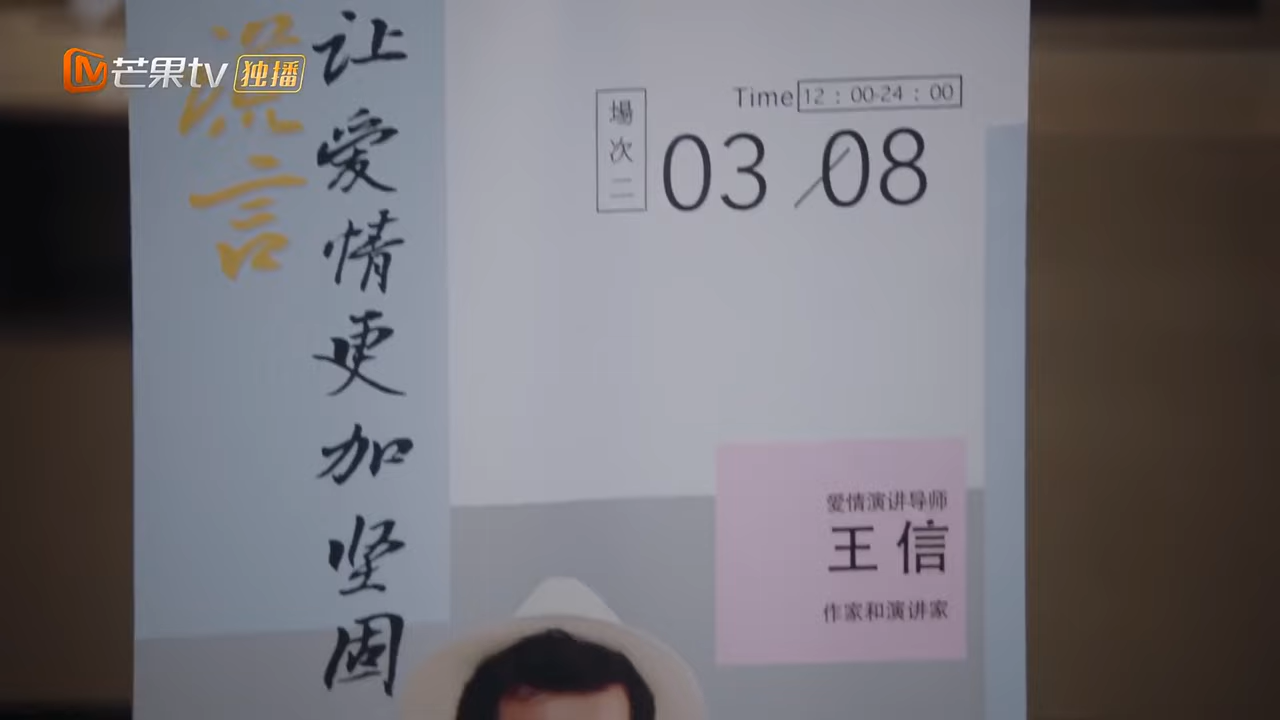 芒果tv 独播
言
让爱情更加坚固
場次二
Time 12：00-24：00
03/08
爱情演讲导师
王信
作家和演讲家